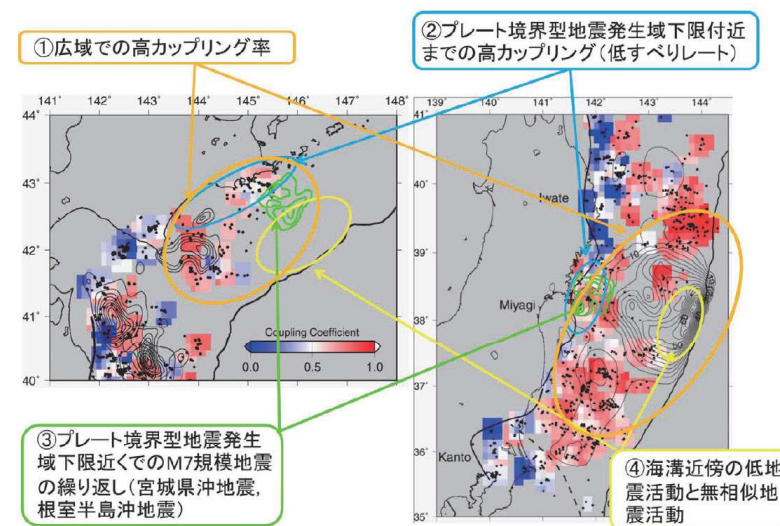 ①広域での高カップリング率
②プレート境界型地震発生域下限付近
までの高カップリング(低すべりレート)
141° 142° 143° 144° 145° 146° 147° 148°
44°
43°
42°
41°
40°
Coupling Coefficient
0.0 0.5 1.0
139° 140° 141° 142° 143° 144°
41°
40°
39°
38°
37°
36°
35°
Iwate
Miyagi
Kanto
10
50
③プレート境界型地震発生
域下限近くでのM7規模地震
の繰り返し(宮城県沖地震,
根室半島沖地震)
④海溝近傍の低地
震活動と無相似地
震活動